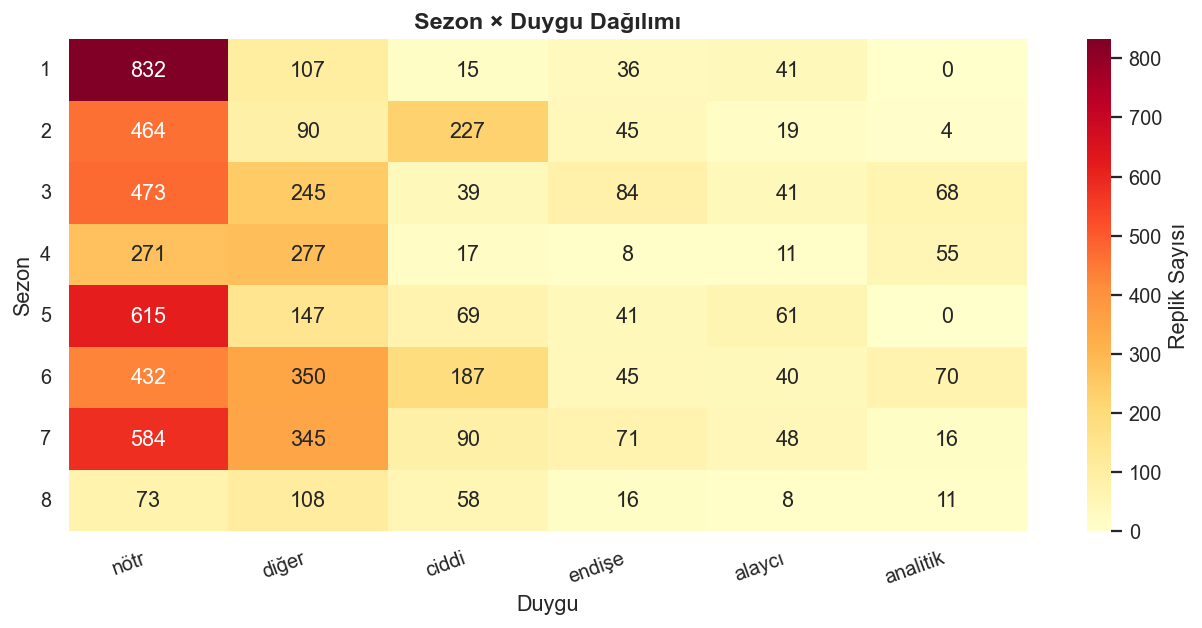 Sezon × Duygu Dağılımı
1 832 107 15 36 41 0
2 464 90 227 45 19 4
3 473 245 39 84 41 68
4 271 277 17 8 11 55
5 615 147 69 41 61 0
6 432 350 187 45 40 70
7 584 345 90 71 48 16
8 73 108 58 16 8 11
Sezon
nötr diğer ciddi endişe alaycı analitik
Duygu
800
700
600
500
400
300
200
100
0
Replik Sayısı